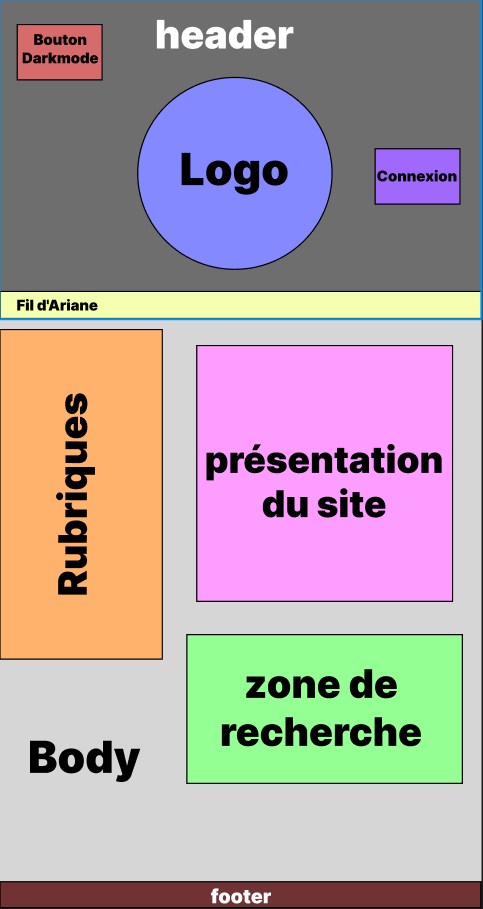 header
Bouton
Darkmode
Logo
Connexion
Fil d'Ariane
Rubriques
présentation
du site
zone de
recherche
Body
footer